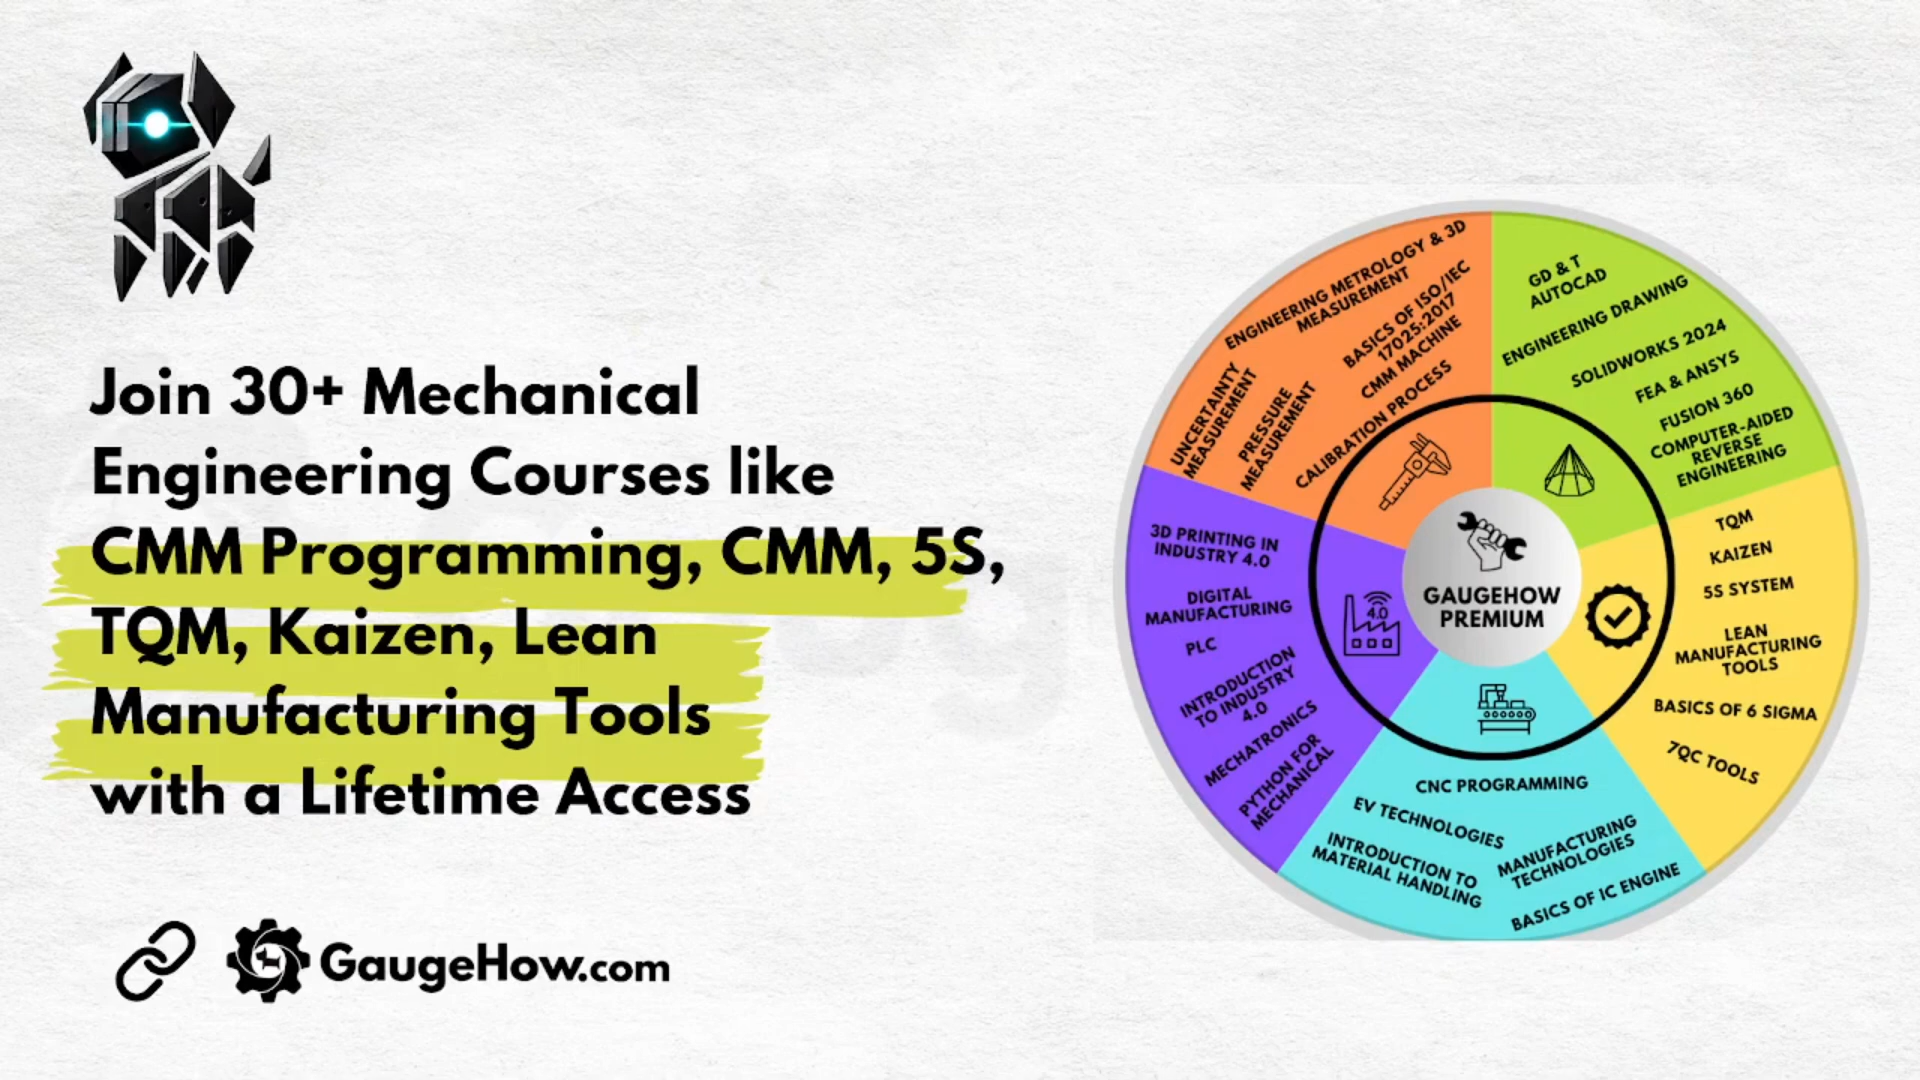 Join 30+ Mechanical
Engineering Courses like
CMM Programming, CMM, 5S,
TQM, Kaizen, Lean
Manufacturing Tools
with a Lifetime Access
GaugeHow.com
ENGINEERING METROLOGY & 3D
MEASUREMENT
BASICS OF ISO/IEC
17025:2017
CMM MACHINE
CALIBRATION PROCESS
PRESSURE
MEASUREMENT
UNCERTAINTY
MEASUREMENT
GD & T
AUTOCAD
ENGINEERING DRAWING
SOLIDWORKS 2024
FEA & ANSYS
FUSION 360
COMPUTER-AIDED
REVERSE
ENGINEERING
TQM
KAIZEN
5S SYSTEM
LEAN
MANUFACTURING
TOOLS
BASICS OF 6 SIGMA
7QC TOOLS
CNC PROGRAMMING
EV TECHNOLOGIES
MANUFACTURING
TECHNOLOGIES
INTRODUCTION TO
MATERIAL HANDLING
BASICS OF IC ENGINE
3D PRINTING IN
INDUSTRY 4.0
DIGITAL
MANUFACTURING
PLC
INTRODUCTION
TO INDUSTRY
4.0
MECHATRONICS
PYTHON FOR
MECHANICAL
4.0
GAUGEHOW
PREMIUM